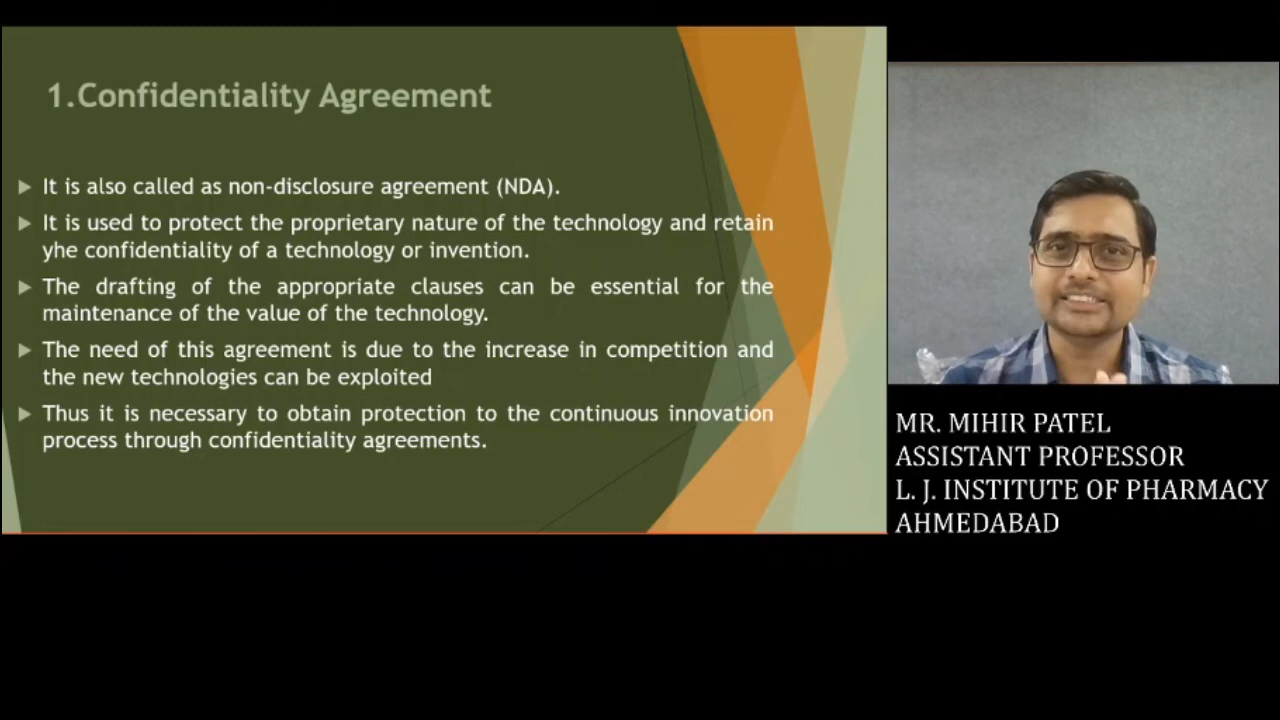 1.Confidentiality Agreement
It is also called as non-disclosure agreement (NDA).
It is used to protect the proprietary nature of the technology and retain
yhe confidentiality of a technology or invention.
The drafting of the appropriate clauses can be essential for the
maintenance of the value of the technology.
The need of this agreement is due to the increase in competition and
the new technologies can be exploited
Thus it is necessary to obtain protection to the continuous innovation
process through confidentiality agreements.
MR. MIHIR PATEL
ASSISTANT PROFESSOR
L. J. INSTITUTE OF PHARMACY
AHMEDABAD